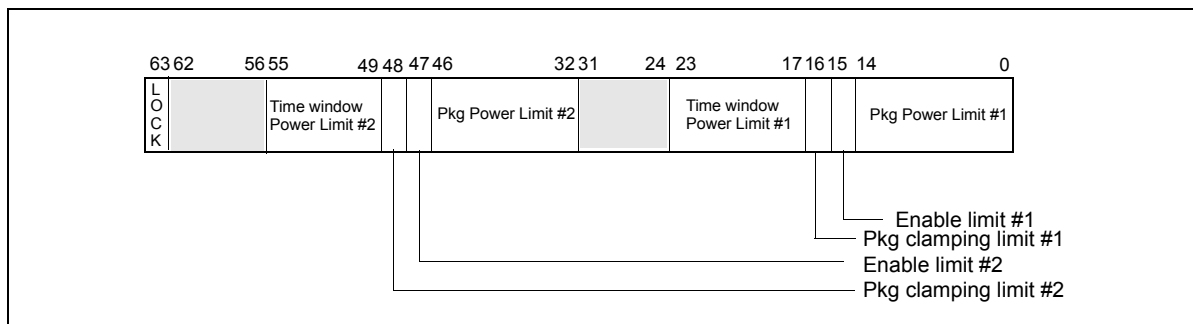 63 62 56 55 49 48 47 46 32 31 24 23 17 16 15 14 0
L
O
C
K
Time window
Power Limit #2
Pkg Power Limit #2
Time window
Power Limit #1
Pkg Power Limit #1
Enable limit #1
Pkg clamping limit #1
Enable limit #2
Pkg clamping limit #2